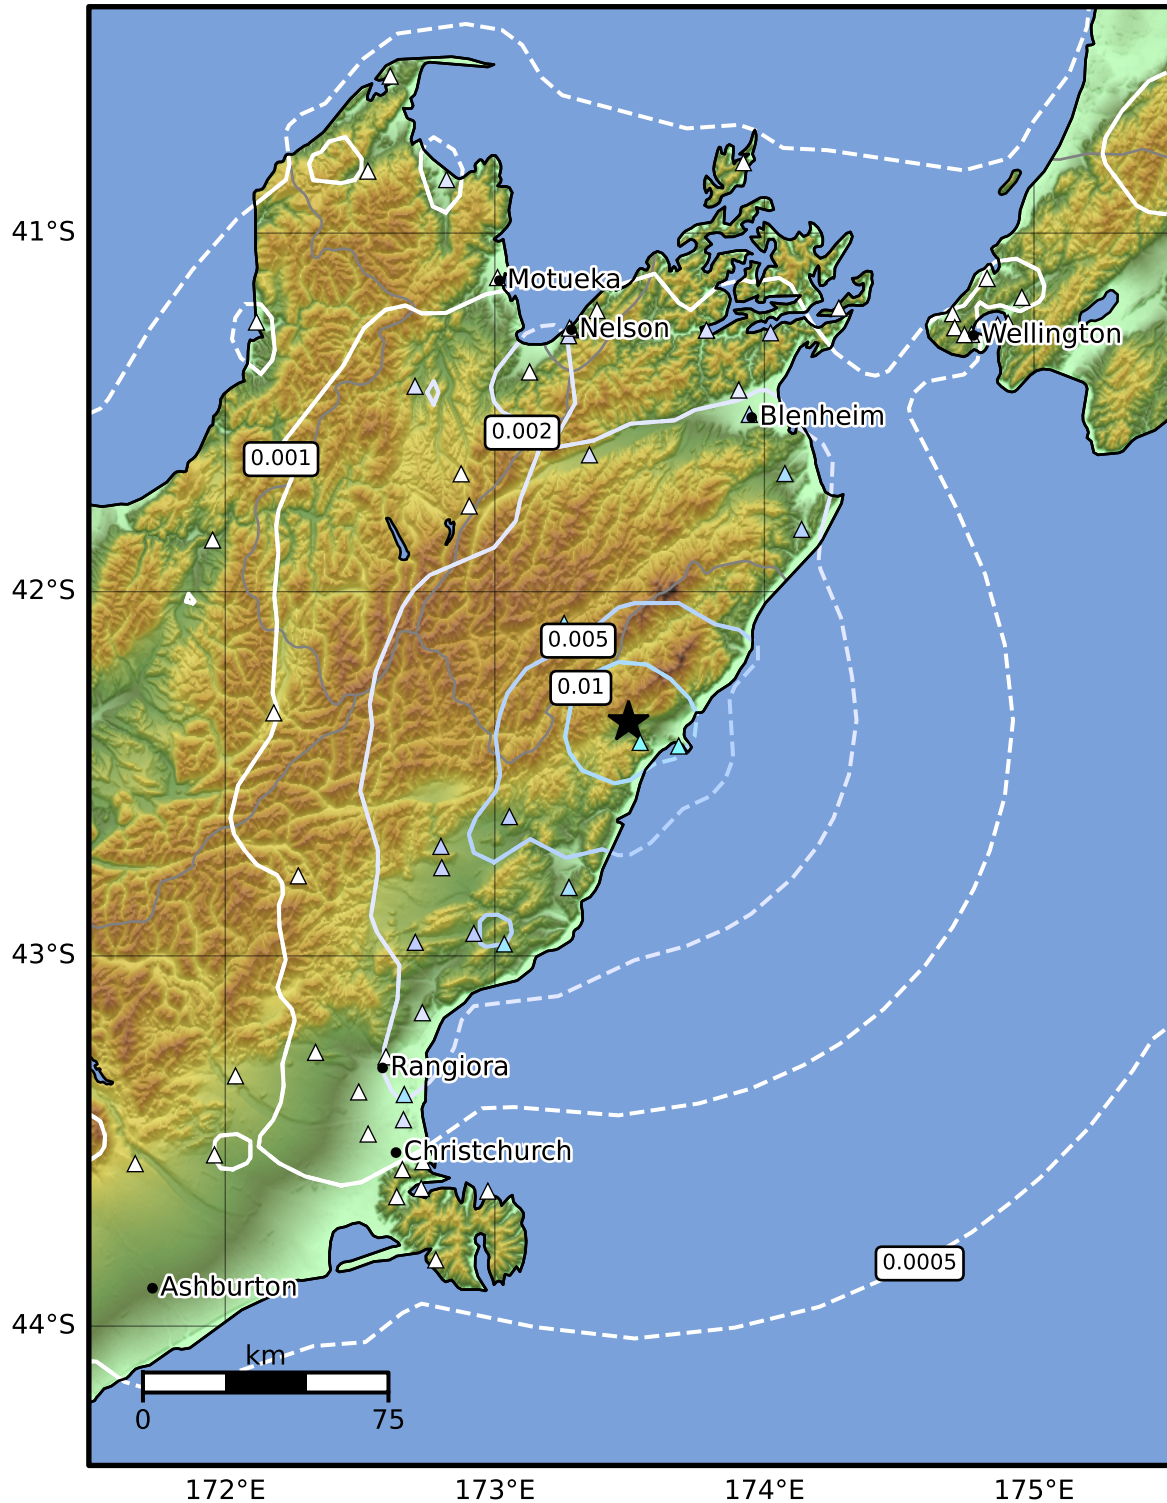 41°S
Motueka
Nelson
Wellington
Blenheim
0.002
0.001
42°S
0.005
0.01
43°S
Rangiora
Christchurch
0.0005
Ashburton
44°S
km
0 75
172°E 173°E 174°E 175°E